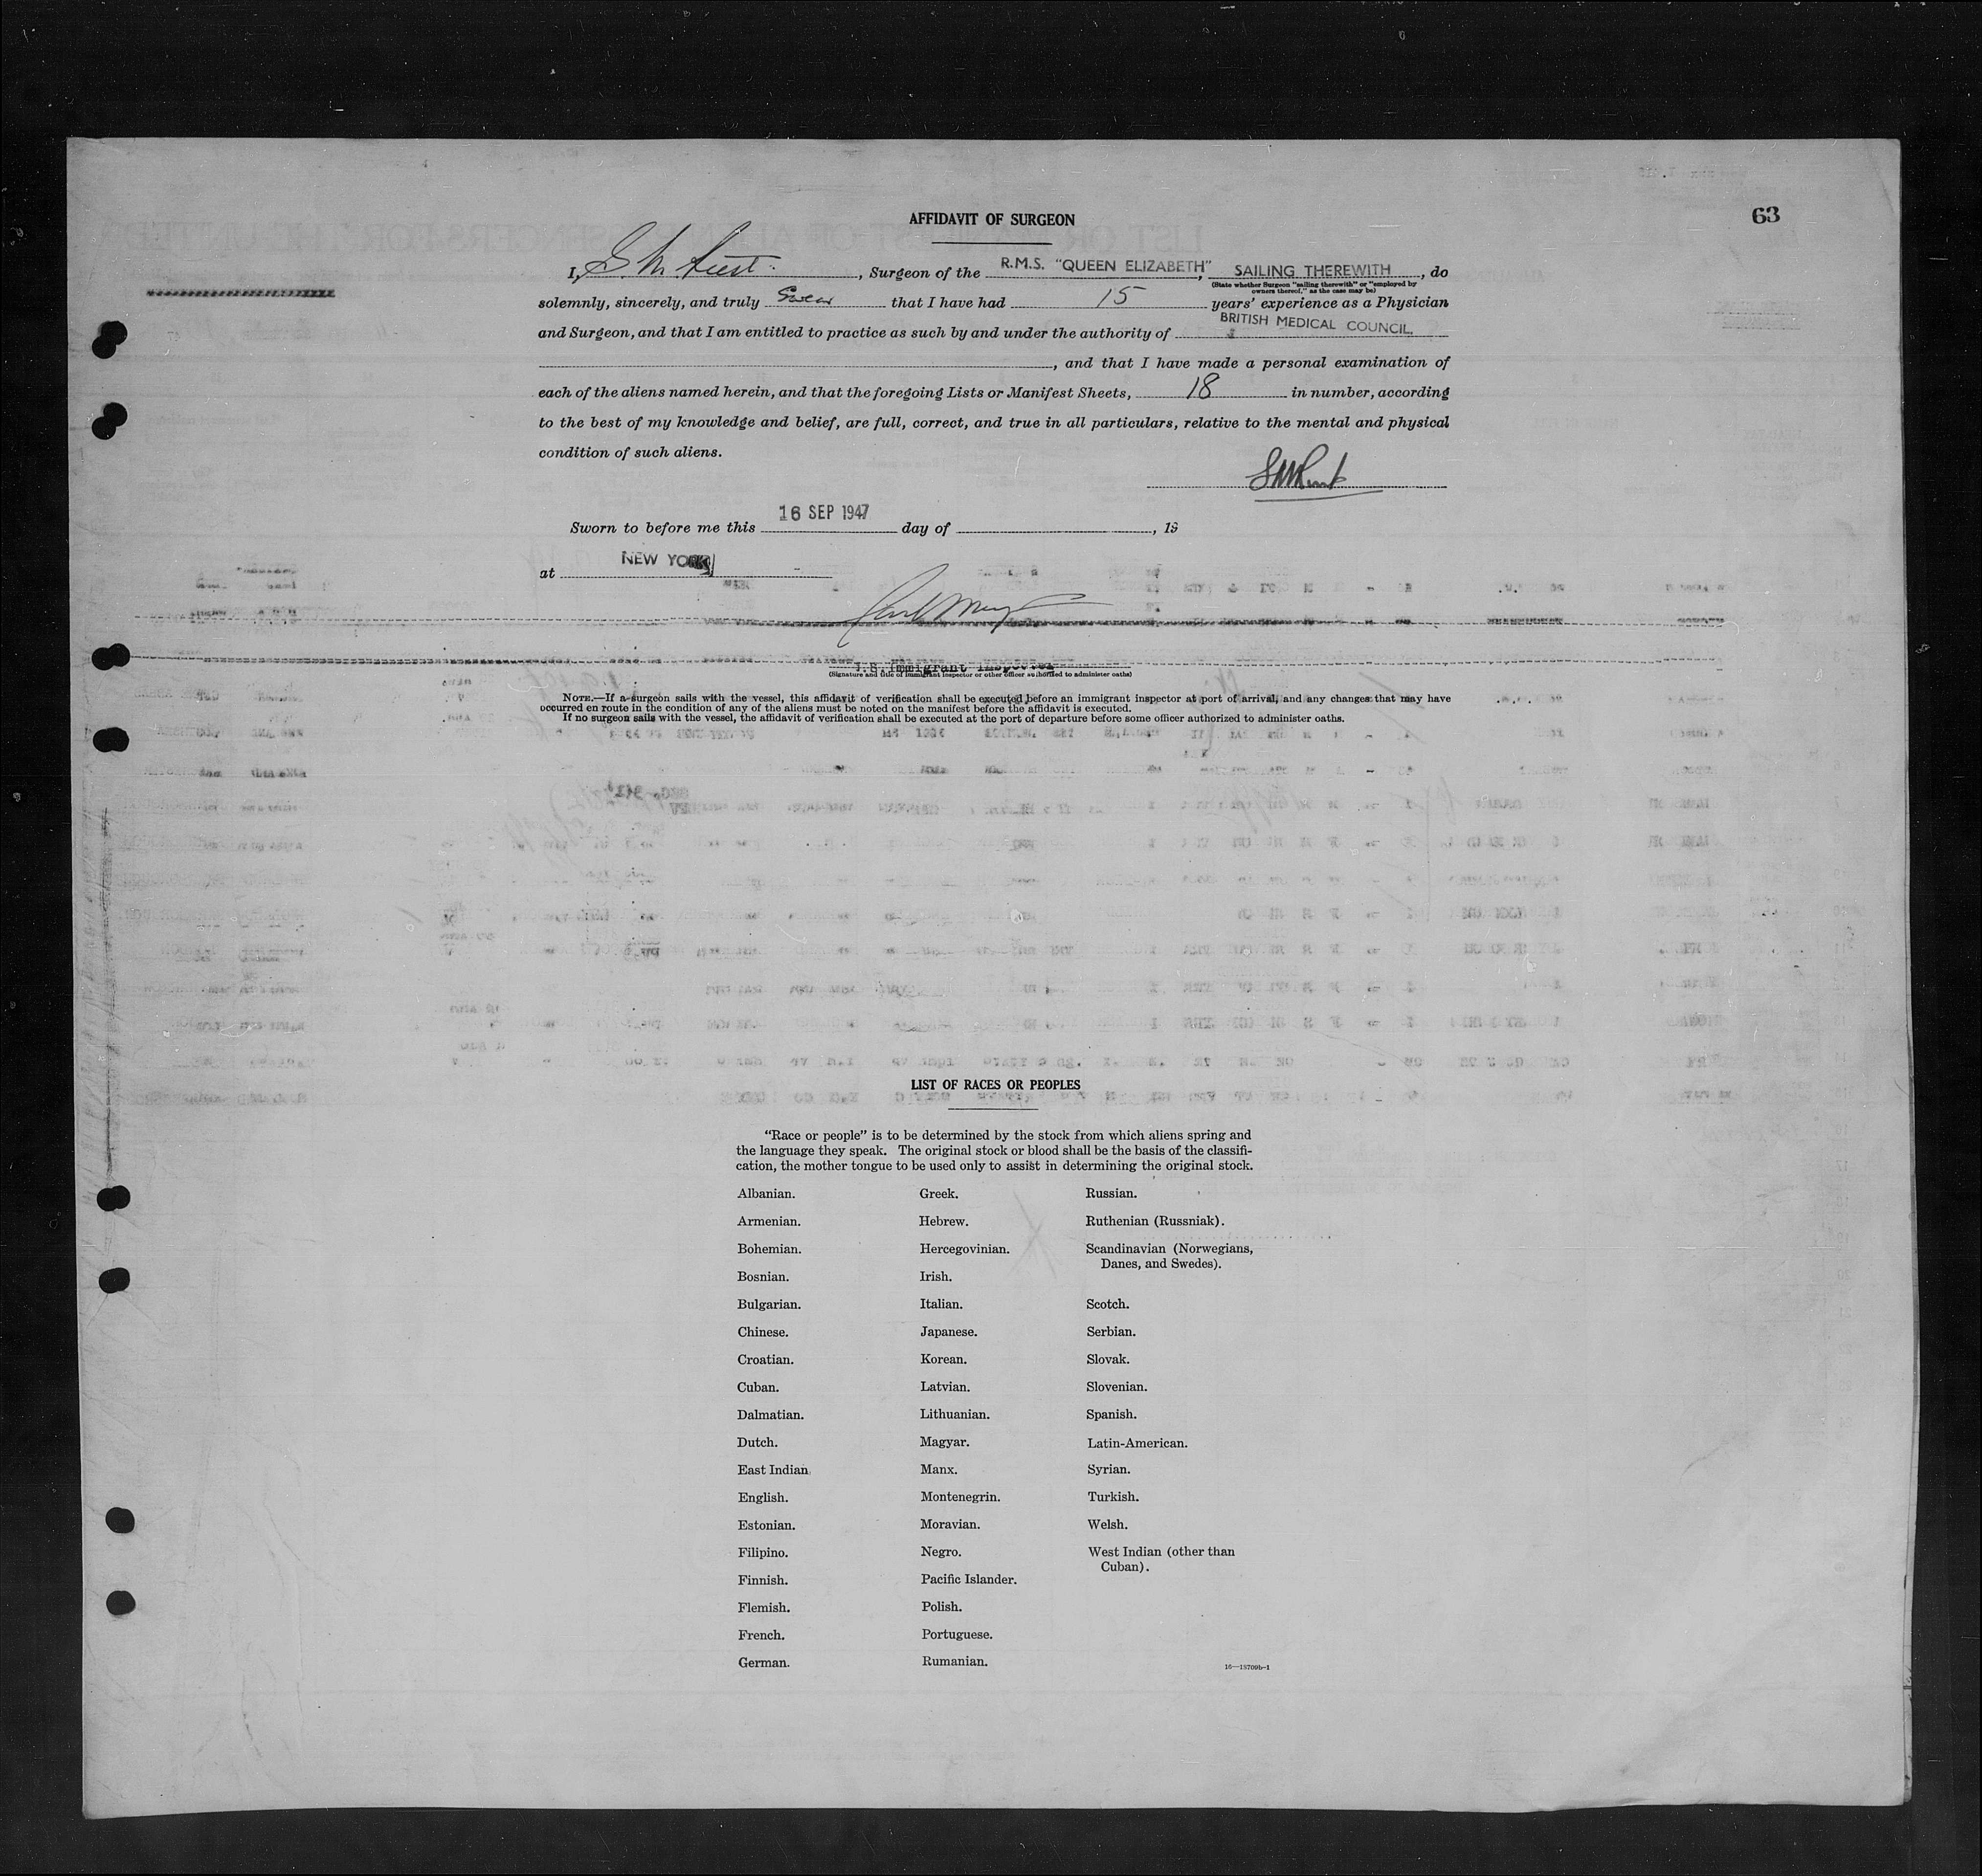 63
AFFIDAVIT OF SURGEON
I, , Surgeon of the R.M.S. "QUEEN ELIZABETH", SAILING THEREWITH, do
(State whether Surgeon "sailing therewith" or "employed by
owners thereof," as the case may be)
solemnly, sincerely, and truly Swear that I have had 15 years' experience as a Physician
and Surgeon, and that I am entitled to practice as such by and under the authority of BRITISH MEDICAL COUNCIL.
, and that I have made a personal examination of
each of the aliens named herein, and that the foregoing Lists or Manifest Sheets, 18 in number, according
to the best of my knowledge and belief, are full, correct, and true in all particulars, relative to the mental and physical
condition of such aliens.
Sworn to before me this 16 SEP 1947 day of , 19
at NEW YORK
U.S. Immigrant Inspector
(Signature and title of immigrant inspector or other officer authorized to administer oaths)
NOTE.—If a surgeon sails with the vessel, this affidavit of verification shall be executed before an immigrant inspector at port of arrival, and any changes that may have
occurred en route in the condition of any of the aliens must be noted on the manifest before the affidavit is executed.
If no surgeon sails with the vessel, the affidavit of verification shall be executed at the port of departure before some officer authorized to administer oaths.
LIST OF RACES OR PEOPLES
"Race or people" is to be determined by the stock from which aliens spring and
the language they speak. The original stock or blood shall be the basis of the classifi-
cation, the mother tongue to be used only to assist in determining the original stock.
Albanian.
Armenian.
Bohemian.
Bosnian.
Bulgarian.
Chinese.
Croatian.
Cuban.
Dalmatian.
Dutch.
East Indian
English.
Estonian.
Filipino.
Finnish.
Flemish.
French.
German.
Greek.
Hebrew.
Hercegovinian.
Irish.
Italian.
Japanese.
Korean.
Latvian.
Lithuanian.
Magyar.
Manx.
Montenegrin.
Moravian.
Negro.
Pacific Islander.
Polish.
Portuguese.
Rumanian.
Russian.
Ruthenian (Russniak).
Scandinavian (Norwegians,
Danes, and Swedes).
Scotch.
Serbian.
Slovak.
Slovenian.
Spanish.
Latin-American.
Syrian.
Turkish.
Welsh.
West Indian (other than
Cuban).
16—18709b-1